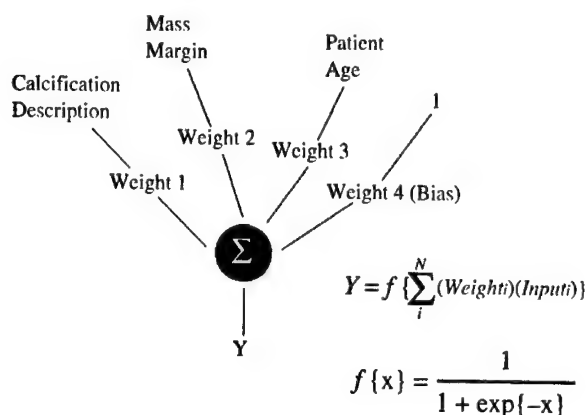 Mass
Margin
Patient
Age
Calcification
Description
1
Weight 2
Weight 3
Weight 1
Weight 4 (Bias)
Σ
Y = f {∑ᵢᴺ (Weighti)(Inputi)}
Y
f {x} = 1 / (1 + exp{−x})